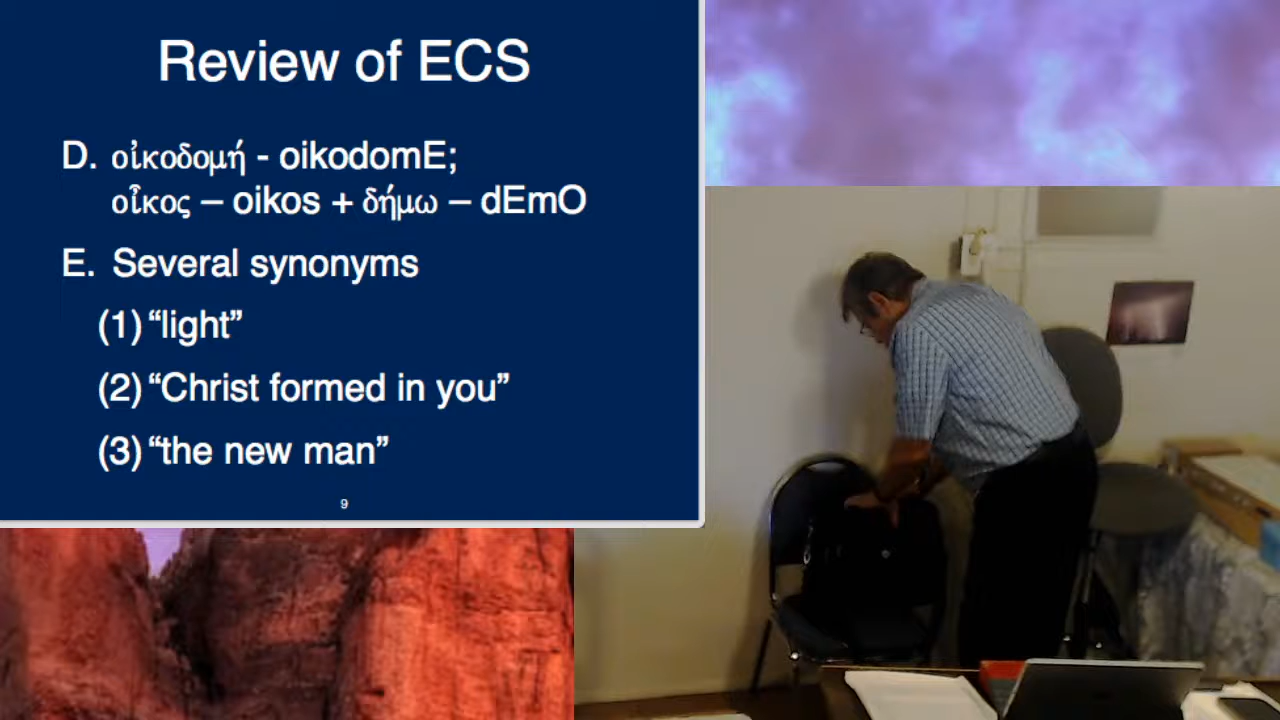 Review of ECS
D. οἰκοδομή - oikodomE;
οἶκος – oikos + δήμω – dEmO
E. Several synonyms
(1) “light”
(2) “Christ formed in you”
(3) “the new man”
9